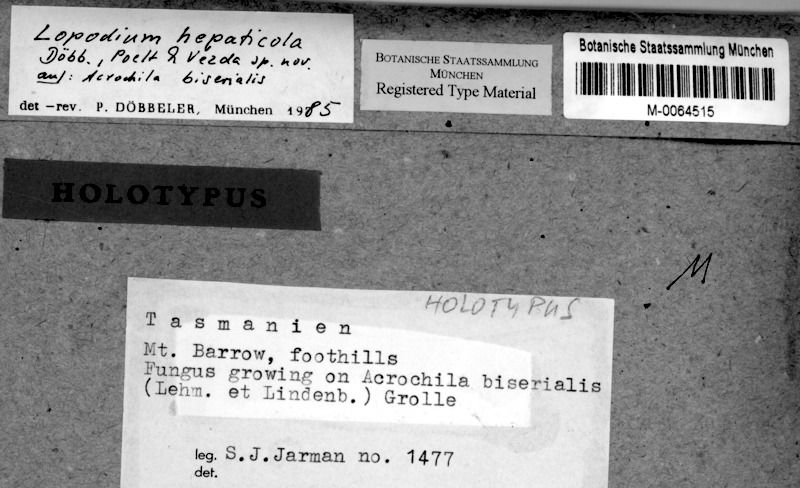 Lopodium hepaticola
Döbb., Poelt & Vezda sp. nov.
auf: Acrochila biserialis
det –rev. P. DÖBBELER, München 1985
BOTANISCHE STAATSSAMMLUNG
MÜNCHEN
Registered Type Material
Botanische Staatssammlung München
M-0064515
HOLOTYPUS
M
HOLOTYPUS
Tasmanien
Mt. Barrow, foothills
Fungus growing on Acrochila biserialis
(Lehm. et Lindenb.) Grolle
leg. S.J.Jarman no. 1477
det.